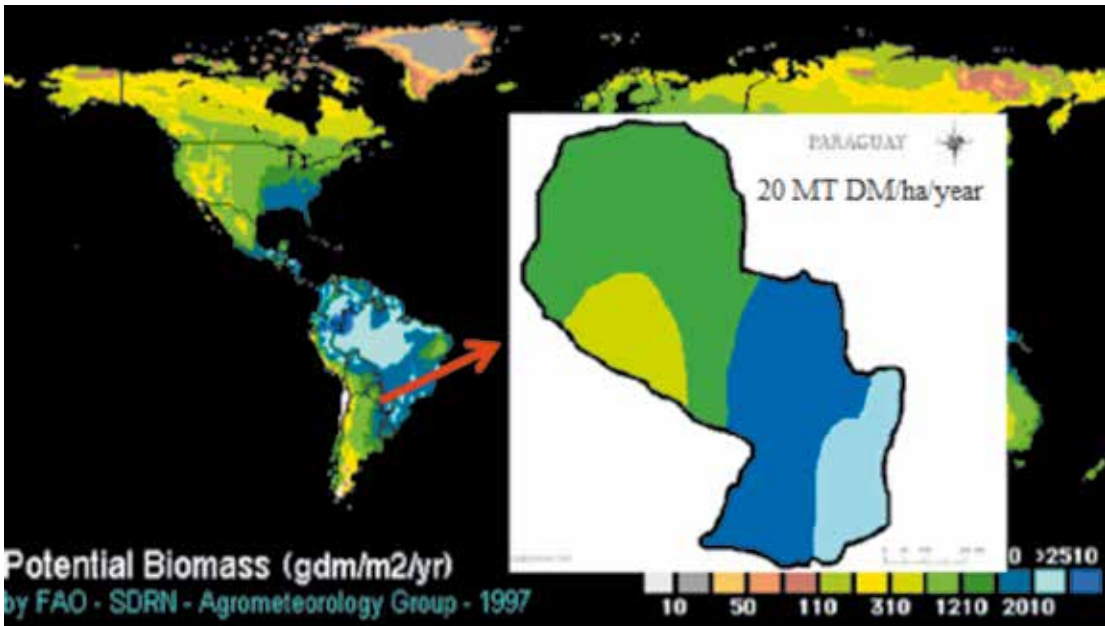 PARAGUAY
20 MT DM/ha/year
Potential Biomass (gdm/m2/yr)
by FAO - SDRN - Agrometeorology Group - 1997
0 >2510
10 50 110 310 1210 2010